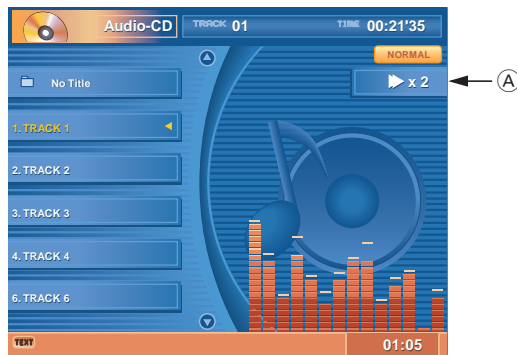 Audio-CD TRACK 01 TIME 00:21'35
NORMAL
x 2
A
No Title
1. TRACK 1
2. TRACK 2
3. TRACK 3
4. TRACK 4
6. TRACK 6
TEXT 01:05